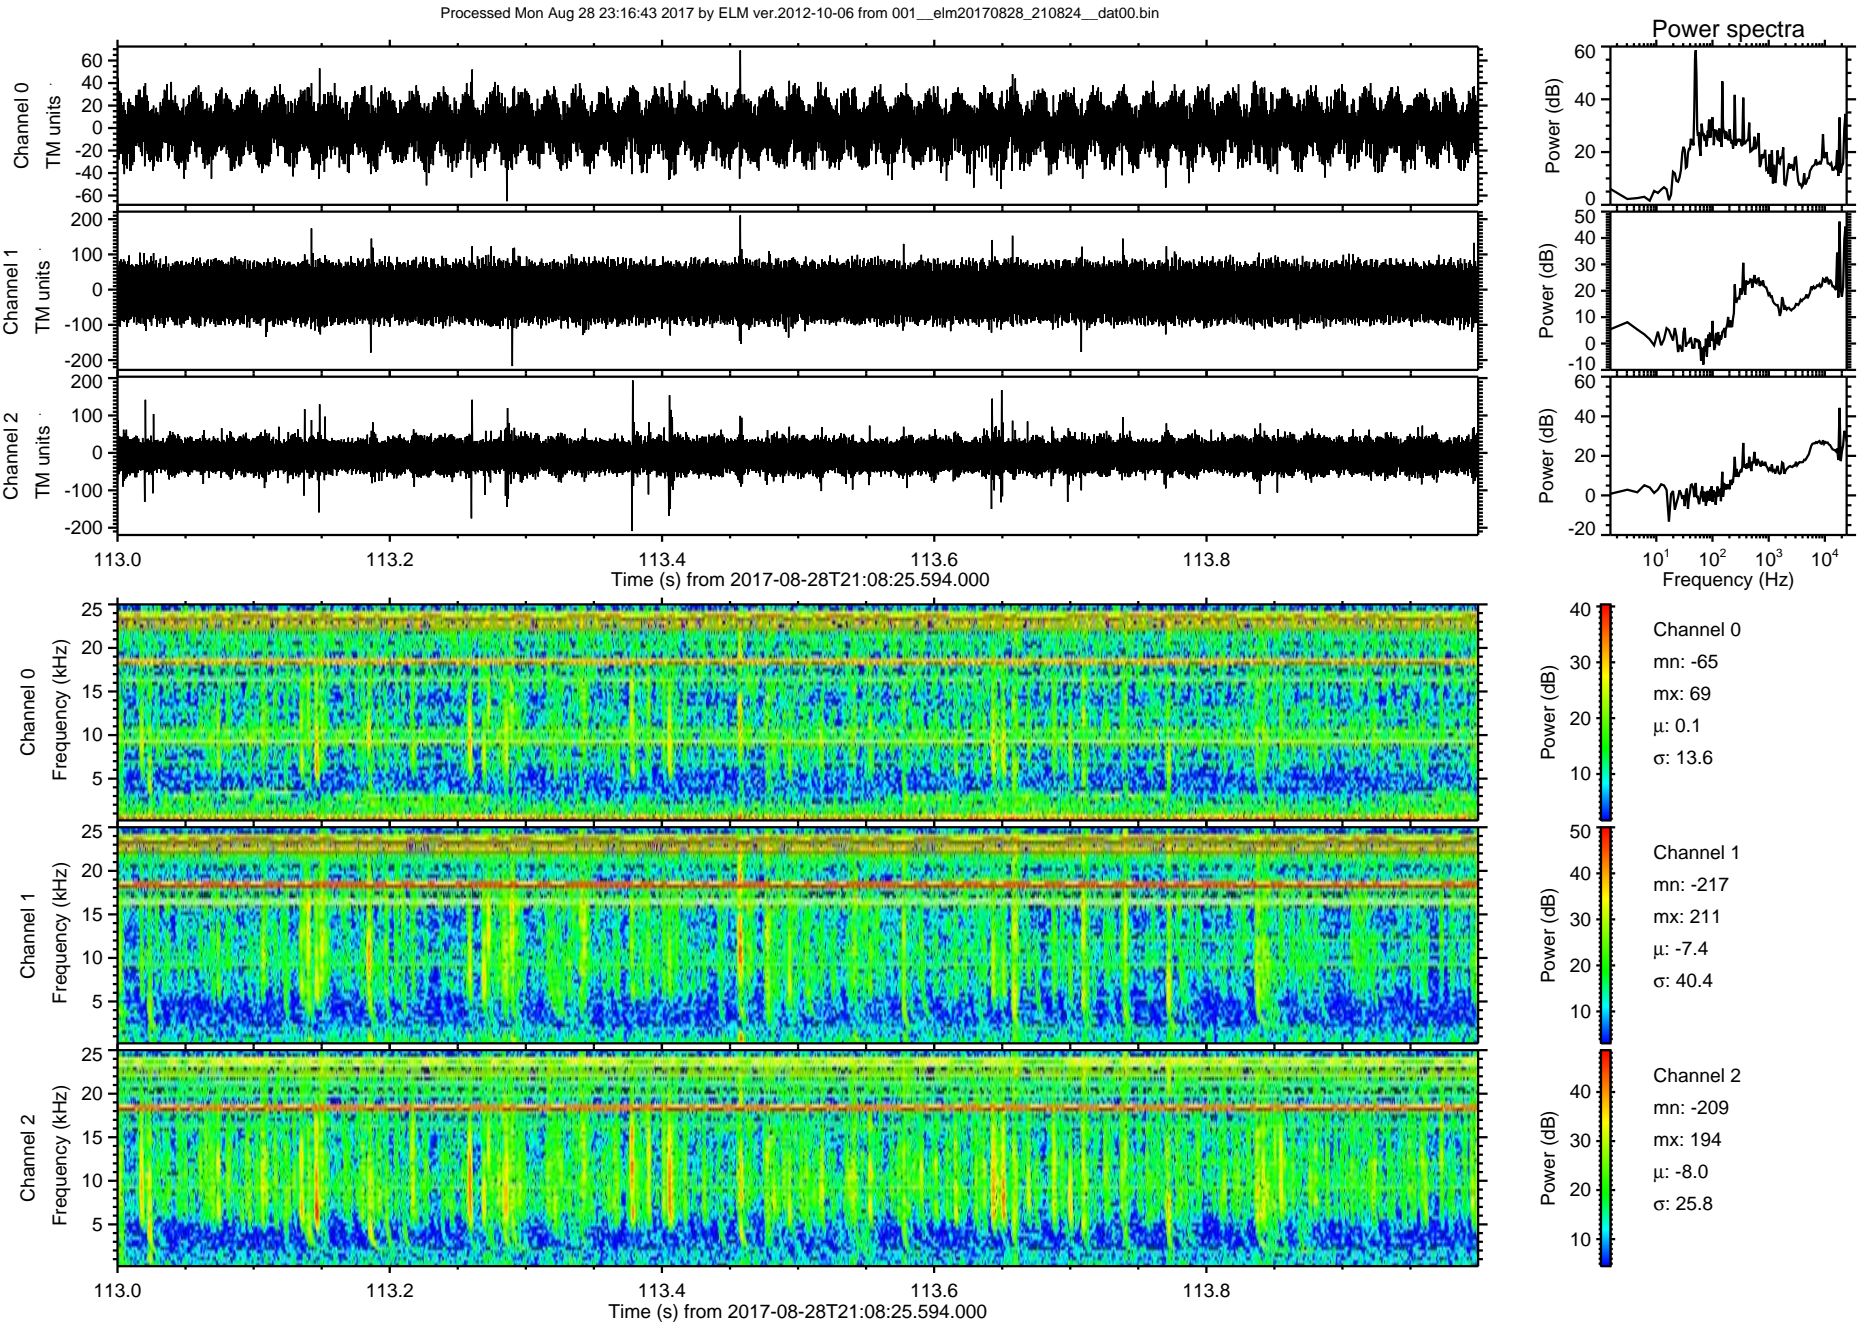 Processed Mon Aug 28 23:16:43 2017 by ELM ver.2012-10-06 from 001__elm20170828_210824__dat00.bin
Power spectra
Channel 0
TM units
60
40
20
0
-20
-40
-60
Power (dB)
60
40
20
0
Channel 1
TM units
200
100
0
-100
-200
Power (dB)
50
40
30
20
10
0
-10
Channel 2
TM units
200
100
0
-100
-200
Power (dB)
60
40
20
0
-20
113.0 113.2 113.4 113.6 113.8
Time (s) from 2017-08-28T21:08:25.594.000
10^1 10^2 10^3 10^4
Frequency (Hz)
Channel 0
Frequency (kHz)
25
20
15
10
5
Power (dB)
40
30
20
10
Channel 0
mn: -65
mx: 69
μ: 0.1
σ: 13.6
Channel 1
Frequency (kHz)
25
20
15
10
5
Power (dB)
50
40
30
20
10
Channel 1
mn: -217
mx: 211
μ: -7.4
σ: 40.4
Channel 2
Frequency (kHz)
25
20
15
10
5
Power (dB)
40
30
20
10
Channel 2
mn: -209
mx: 194
μ: -8.0
σ: 25.8
113.0 113.2 113.4 113.6 113.8
Time (s) from 2017-08-28T21:08:25.594.000